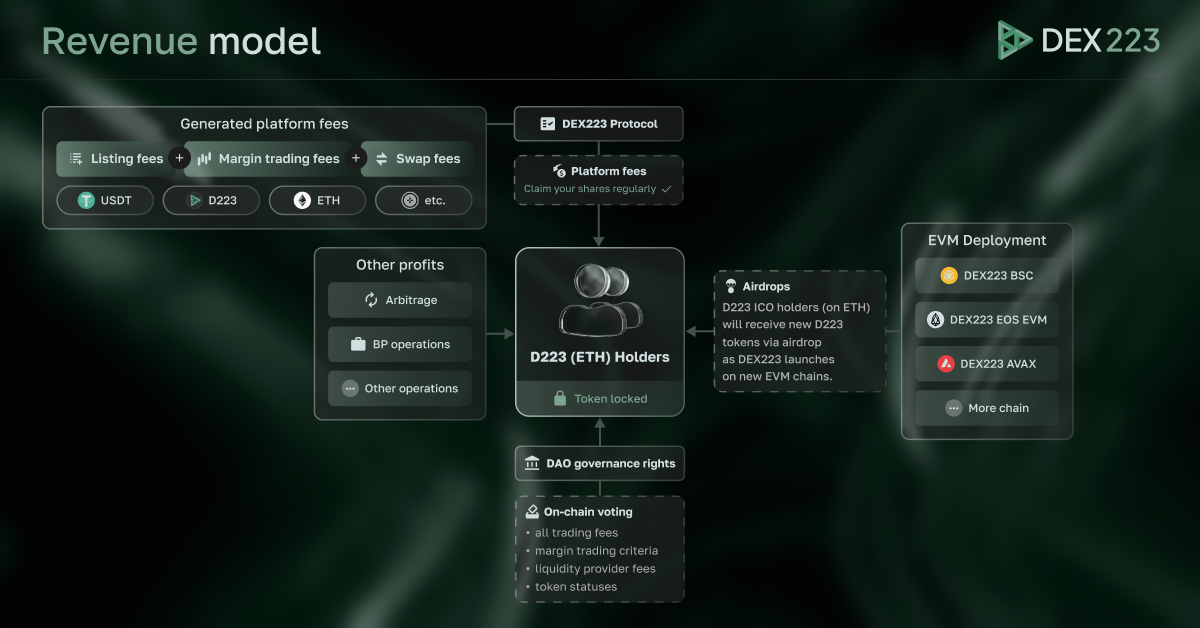 Revenue model
DEX223
Generated platform fees
Listing fees + Margin trading fees + Swap fees
USDT D223 ETH etc.
DEX223 Protocol
Platform fees
Claim your shares regularly
Other profits
Arbitrage
BP operations
Other operations
D223 (ETH) Holders
Token locked
Airdrops
D223 ICO holders (on ETH)
will receive new D223
tokens via airdrop
as DEX223 launches
on new EVM chains.
EVM Deployment
DEX223 BSC
DEX223 EOS EVM
DEX223 AVAX
More chain
DAO governance rights
On-chain voting
• all trading fees
• margin trading criteria
• liquidity provider fees
• token statuses